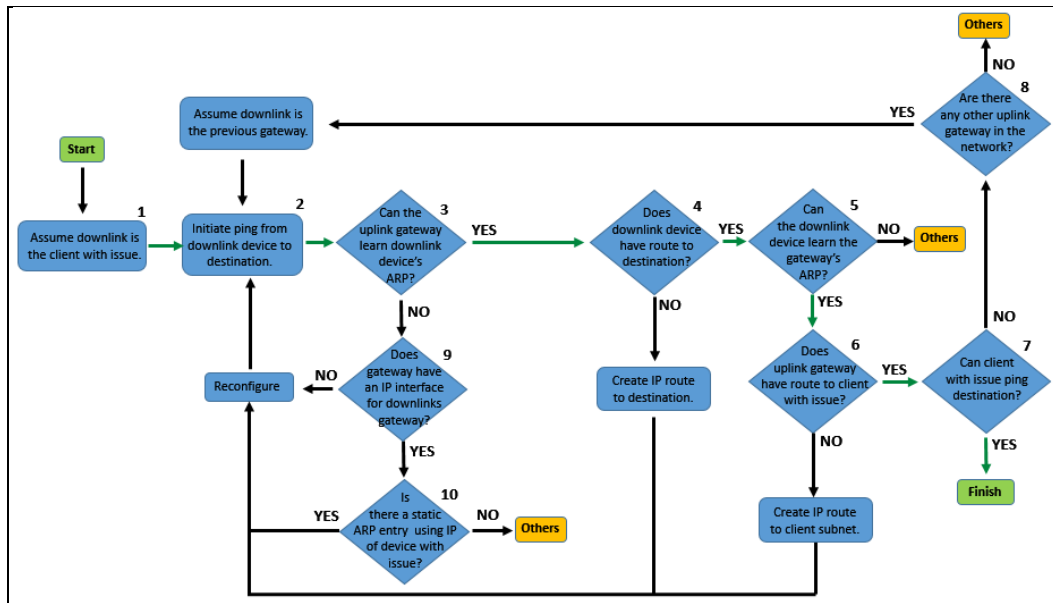 Others
NO
8
Are there
any other uplink
gateway in the
network?
YES
Assume downlink is
the previous gateway.
Start
1
Assume downlink is
the client with issue.
2
Initiate ping from
downlink device to
destination.
3
Can the
uplink gateway
learn downlink
device's
ARP?
YES
4
Does
downlink device
have route to
destination?
YES
5
Can
the downlink
device learn the
gateway's
ARP?
NO
Others
NO
NO
YES
NO
9
Does
gateway have
an IP interface
for downlinks
gateway?
NO
Reconfigure
Create IP route
to destination.
6
Does
uplink gateway
have route to client
with issue?
YES
7
Can client
with issue ping
destination?
YES
NO
YES
Finish
10
Is
there a static
ARP entry using IP
of device with
issue?
YES
NO
Others
Create IP route
to client subnet.